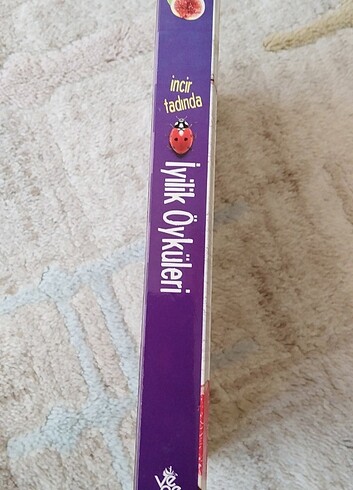 incir
tadında
İyilik Öyküleri